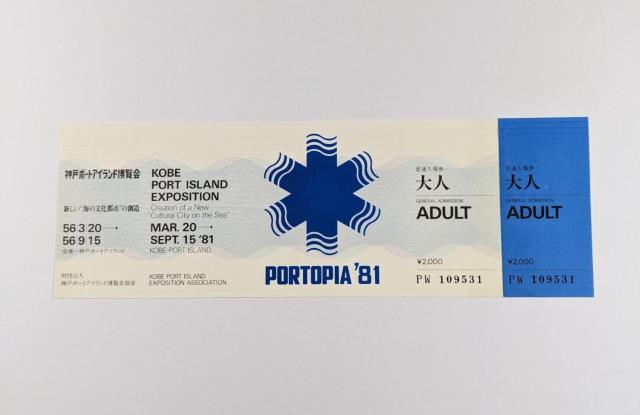 神戸ポートアイランド博覧会
新しい"海の文化都市"の創造
56 3 20→
56 9 15
会場—神戸ポートアイランド
財団法人
神戸ポートアイランド博覧会協会
KOBE
PORT ISLAND
EXPOSITION
Creation of a New
"Cultural City on the Sea"
MAR. 20→
SEPT. 15 '81
KOBE PORT ISLAND
KOBE PORT ISLAND
EXPOSITION ASSOCIATION
PORTOPIA '81
普通入場券
大人
GENERAL ADMISSION
ADULT
¥2,000
PW 109531
普通入場券
大人
GENERAL ADMISSION
ADULT
¥2,000
PW 109531